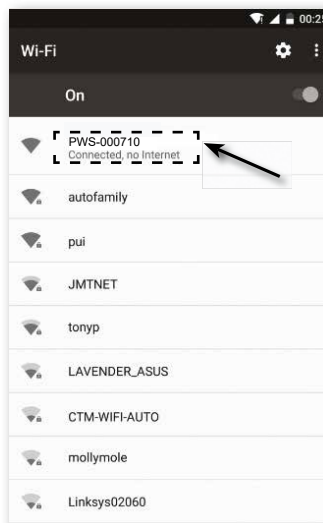 00:25
Wi-Fi
On
PWS-000710
Connected, no Internet
autofamily
pui
JMTNET
tonyp
LAVENDER_ASUS
CTM-WIFI-AUTO
mollymole
Linksys02060